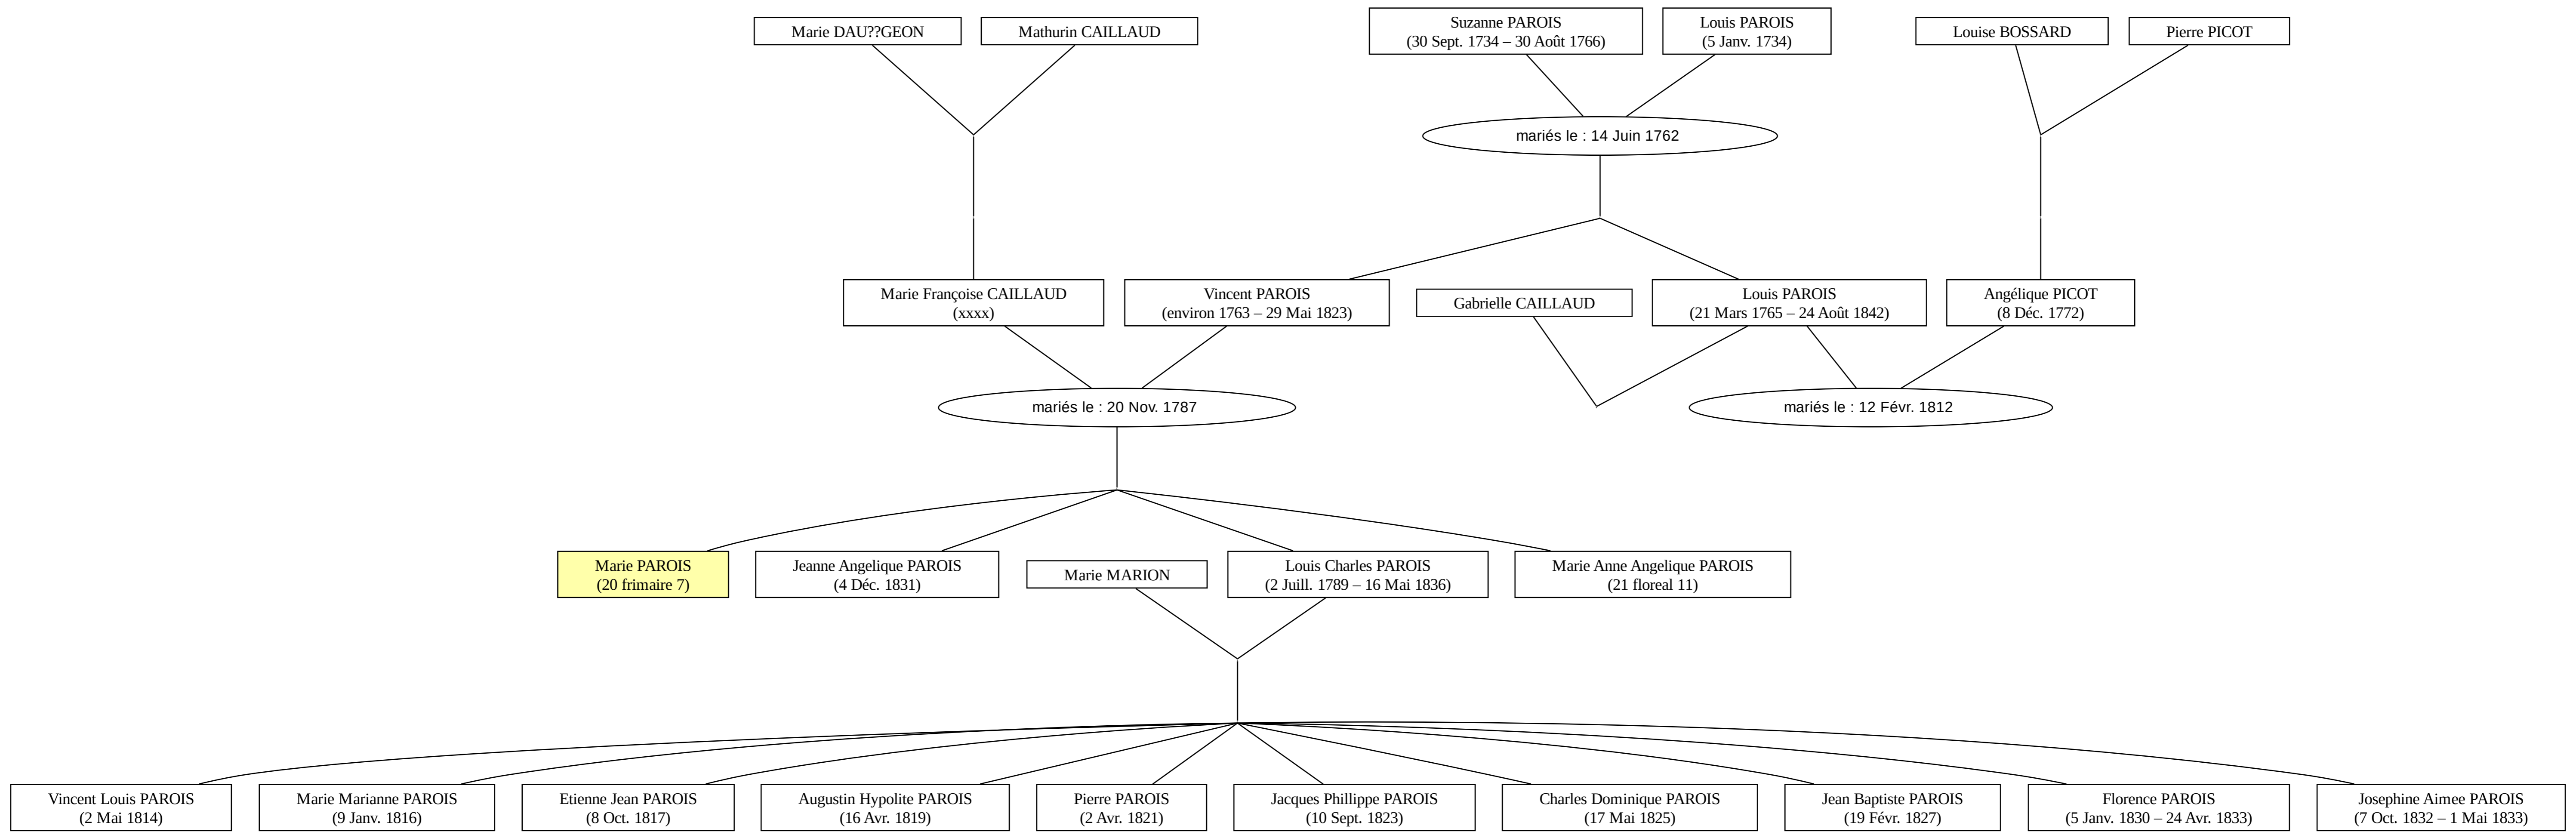 Marie DAU??GEON
Mathurin CAILLAUD
Suzanne PAROIS
(30 Sept. 1734 – 30 Août 1766)
Louis PAROIS
(5 Janv. 1734)
Louise BOSSARD
Pierre PICOT
mariés le : 14 Juin 1762
Marie Françoise CAILLAUD
(xxxx)
Vincent PAROIS
(environ 1763 – 29 Mai 1823)
Gabrielle CAILLAUD
Louis PAROIS
(21 Mars 1765 – 24 Août 1842)
Angélique PICOT
(8 Déc. 1772)
mariés le : 20 Nov. 1787
mariés le : 12 Févr. 1812
Marie PAROIS
(20 frimaire 7)
Jeanne Angelique PAROIS
(4 Déc. 1831)
Marie MARION
Louis Charles PAROIS
(2 Juill. 1789 – 16 Mai 1836)
Marie Anne Angelique PAROIS
(21 floreal 11)
Vincent Louis PAROIS
(2 Mai 1814)
Marie Marianne PAROIS
(9 Janv. 1816)
Etienne Jean PAROIS
(8 Oct. 1817)
Augustin Hypolite PAROIS
(16 Avr. 1819)
Pierre PAROIS
(2 Avr. 1821)
Jacques Phillippe PAROIS
(10 Sept. 1823)
Charles Dominique PAROIS
(17 Mai 1825)
Jean Baptiste PAROIS
(19 Févr. 1827)
Florence PAROIS
(5 Janv. 1830 – 24 Avr. 1833)
Josephine Aimee PAROIS
(7 Oct. 1832 – 1 Mai 1833)